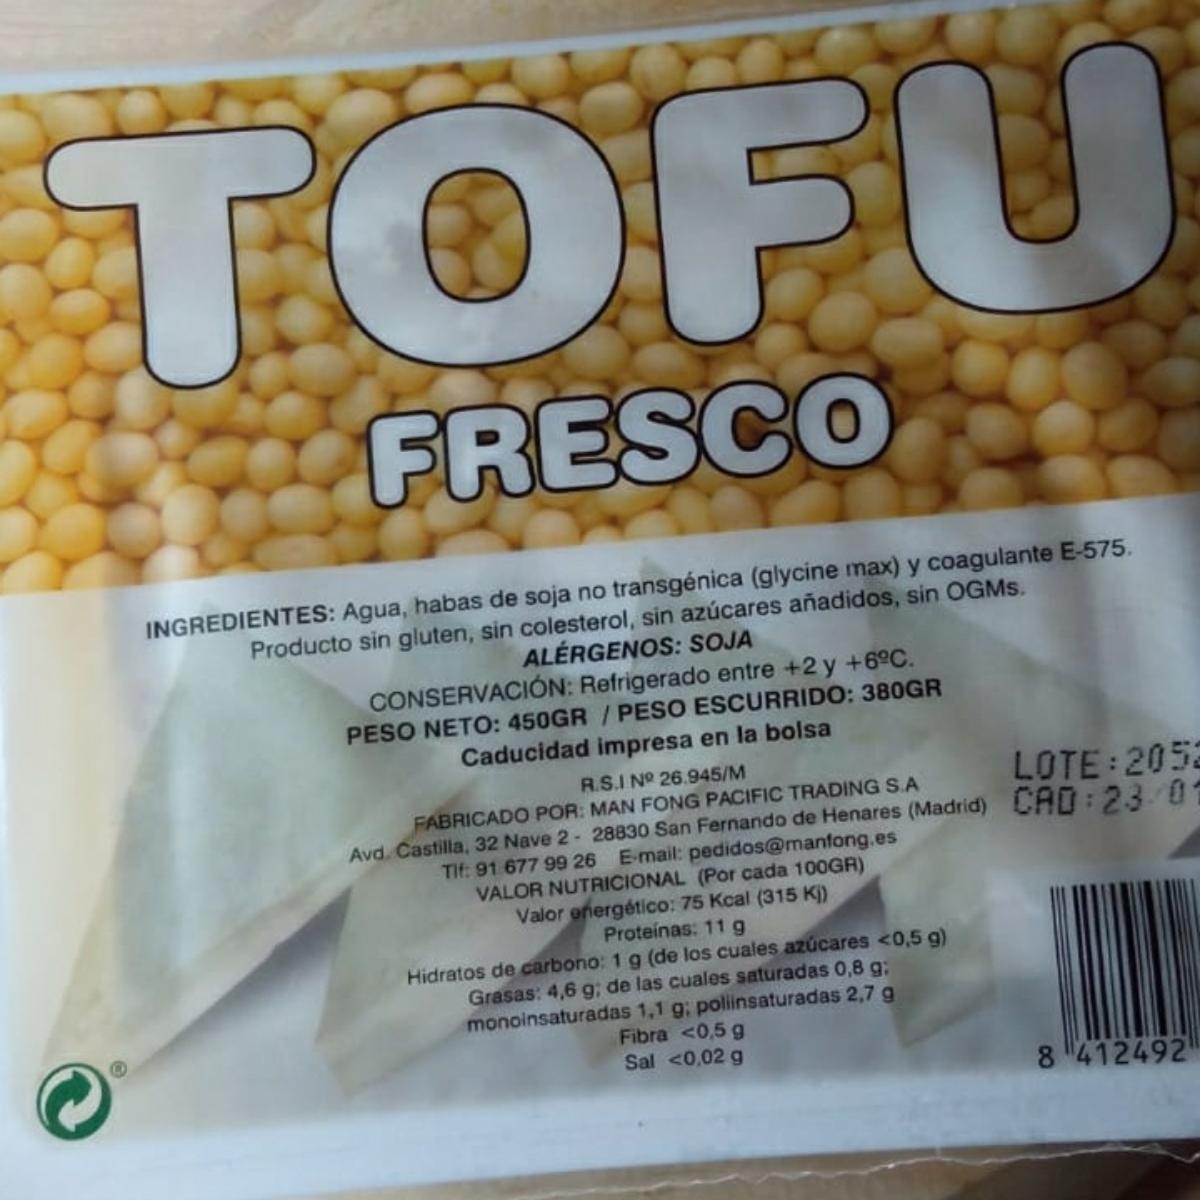 TOFU
FRESCO
INGREDIENTES: Agua, habas de soja no transgénica (glycine max) y coagulante E-575.
Producto sin gluten, sin colesterol, sin azúcares añadidos, sin OGMs.
ALÉRGENOS: SOJA
CONSERVACIÓN: Refrigerado entre +2 y +6ºC.
PESO NETO: 450GR / PESO ESCURRIDO: 380GR
Caducidad impresa en la bolsa
R.S.I Nº 26.945/M
FABRICADO POR: MAN FONG PACIFIC TRADING S.A
Avd. Castilla, 32 Nave 2 - 28830 San Fernando de Henares (Madrid)
Tlf: 91 677 99 26 E-mail: pedidos@manfong.es
VALOR NUTRICIONAL (Por cada 100GR)
Valor energético: 75 Kcal (315 Kj)
Proteínas: 11 g
Hidratos de carbono: 1 g (de los cuales azúcares <0,5 g)
Grasas: 4,6 g; de las cuales saturadas 0,8 g;
monoinsaturadas 1,1 g; poliinsaturadas 2,7 g
Fibra <0,5 g
Sal <0,02 g
LOTE: 2052
CAD: 23/01
8 412492
®